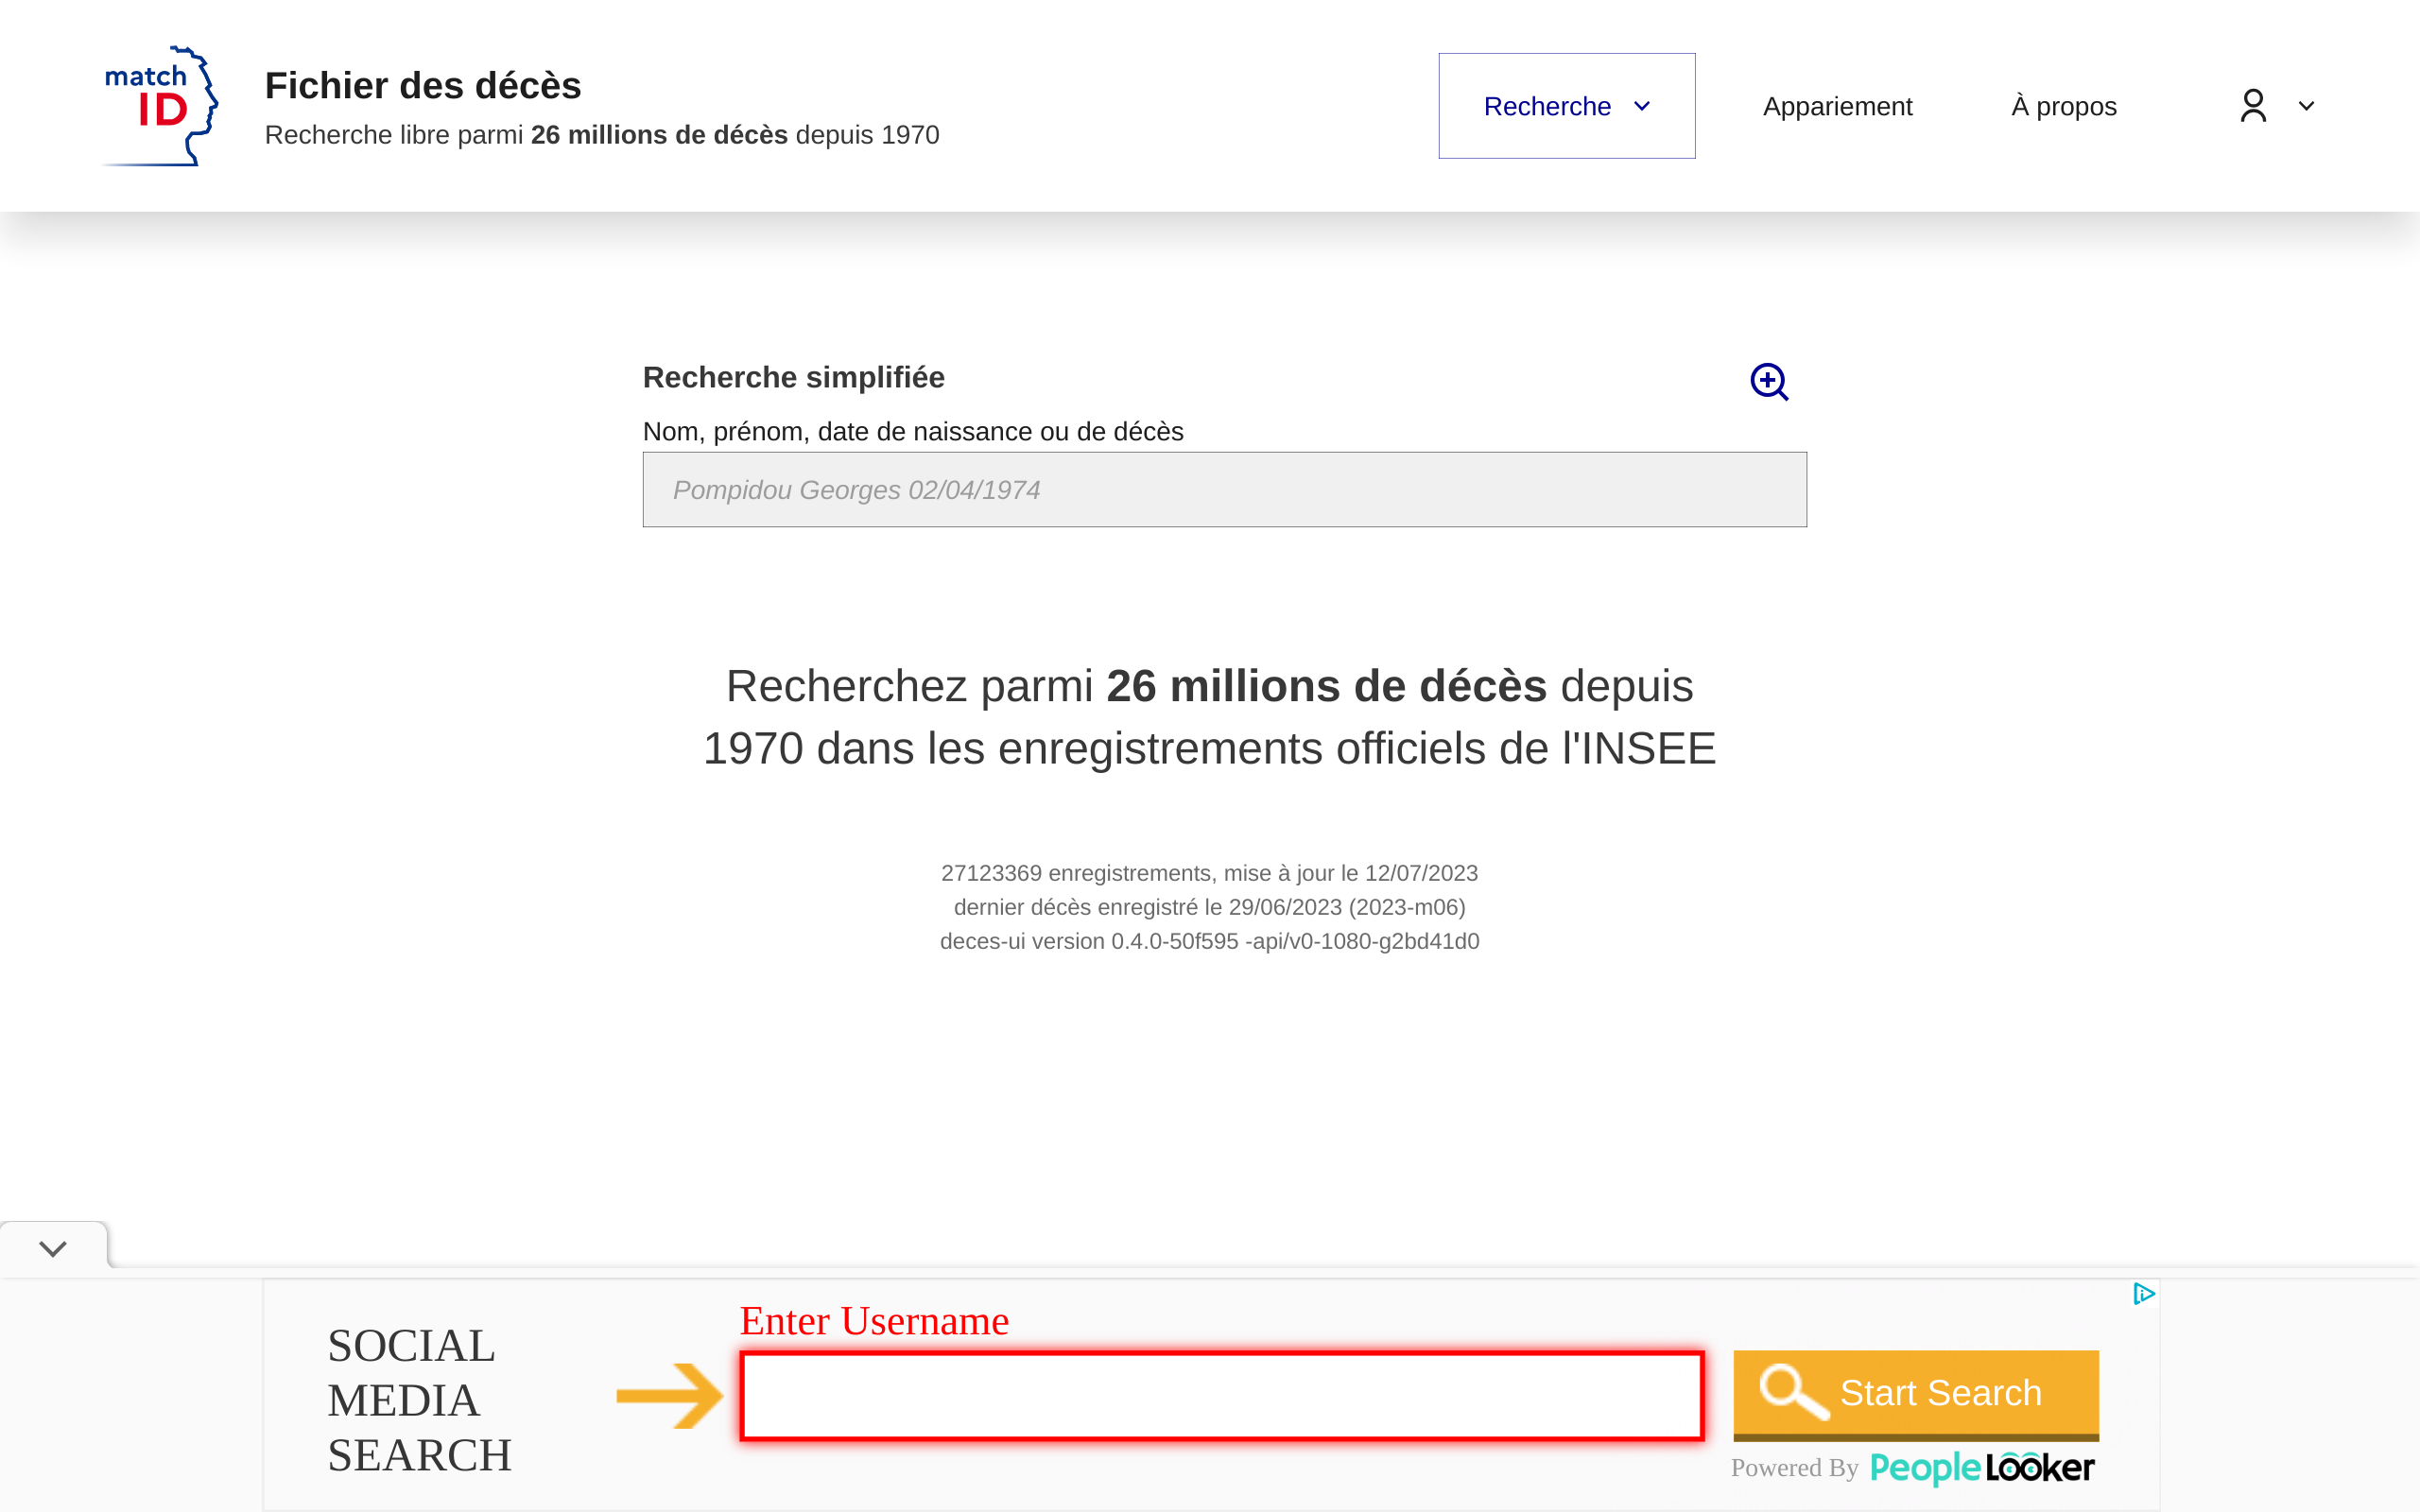 match
ID
Fichier des décès
Recherche libre parmi 26 millions de décès depuis 1970
Recherche
Appariement
À propos
Recherche simplifiée
Nom, prénom, date de naissance ou de décès
Pompidou Georges 02/04/1974
Recherchez parmi 26 millions de décès depuis
1970 dans les enregistrements officiels de l'INSEE
27123369 enregistrements, mise à jour le 12/07/2023
dernier décès enregistré le 29/06/2023 (2023-m06)
deces-ui version 0.4.0-50f595 -api/v0-1080-g2bd41d0
SOCIAL
MEDIA
SEARCH
Enter Username
Start Search
Powered By PeopleLooker